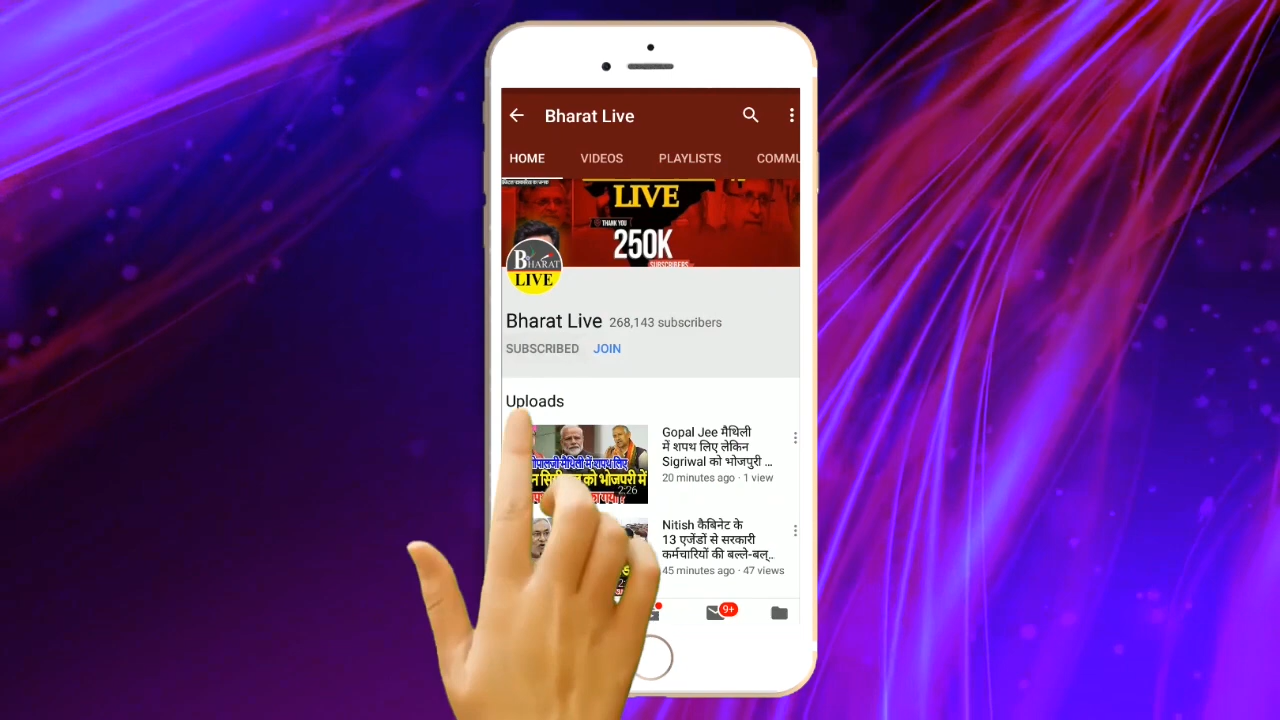 Bharat Live
HOME VIDEOS PLAYLISTS COMMU
LIVE
THANK YOU
250K
SUBSCRIBERS
BHARAT
LIVE
Bharat Live 268,143 subscribers
SUBSCRIBED JOIN
Uploads
Gopal Jee मैथिली
में शपथ लिए लेकिन
Sigriwal को भोजपुरी ...
20 minutes ago · 1 view
को भोजपुरी में
2:26
Nitish कैबिनेट के
13 एजेंडों से सरकारी
कर्मचारियों की बल्ले-बल्..
45 minutes ago · 47 views
9+